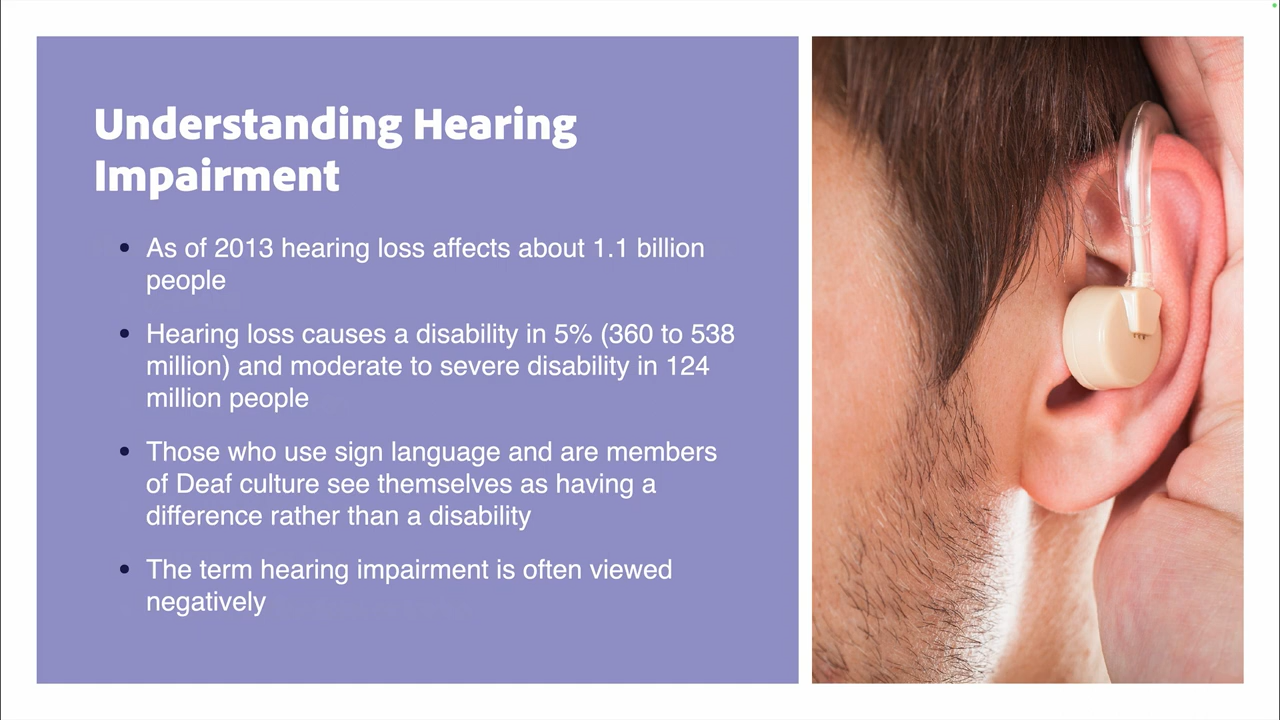 Understanding Hearing
Impairment
• As of 2013 hearing loss affects about 1.1 billion
people
• Hearing loss causes a disability in 5% (360 to 538
million) and moderate to severe disability in 124
million people
• Those who use sign language and are members
of Deaf culture see themselves as having a
difference rather than a disability
• The term hearing impairment is often viewed
negatively